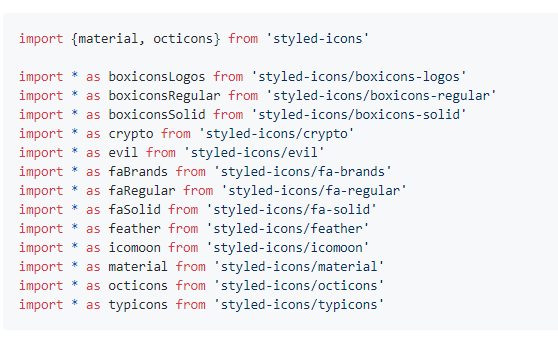 import {material, octicons} from 'styled-icons'
import * as boxiconsLogos from 'styled-icons/boxicons-logos'
import * as boxiconsRegular from 'styled-icons/boxicons-regular'
import * as boxiconsSolid from 'styled-icons/boxicons-solid'
import * as crypto from 'styled-icons/crypto'
import * as evil from 'styled-icons/evil'
import * as faBrands from 'styled-icons/fa-brands'
import * as faRegular from 'styled-icons/fa-regular'
import * as faSolid from 'styled-icons/fa-solid'
import * as feather from 'styled-icons/feather'
import * as icomoon from 'styled-icons/icomoon'
import * as material from 'styled-icons/material'
import * as octicons from 'styled-icons/octicons'
import * as typicons from 'styled-icons/typicons'